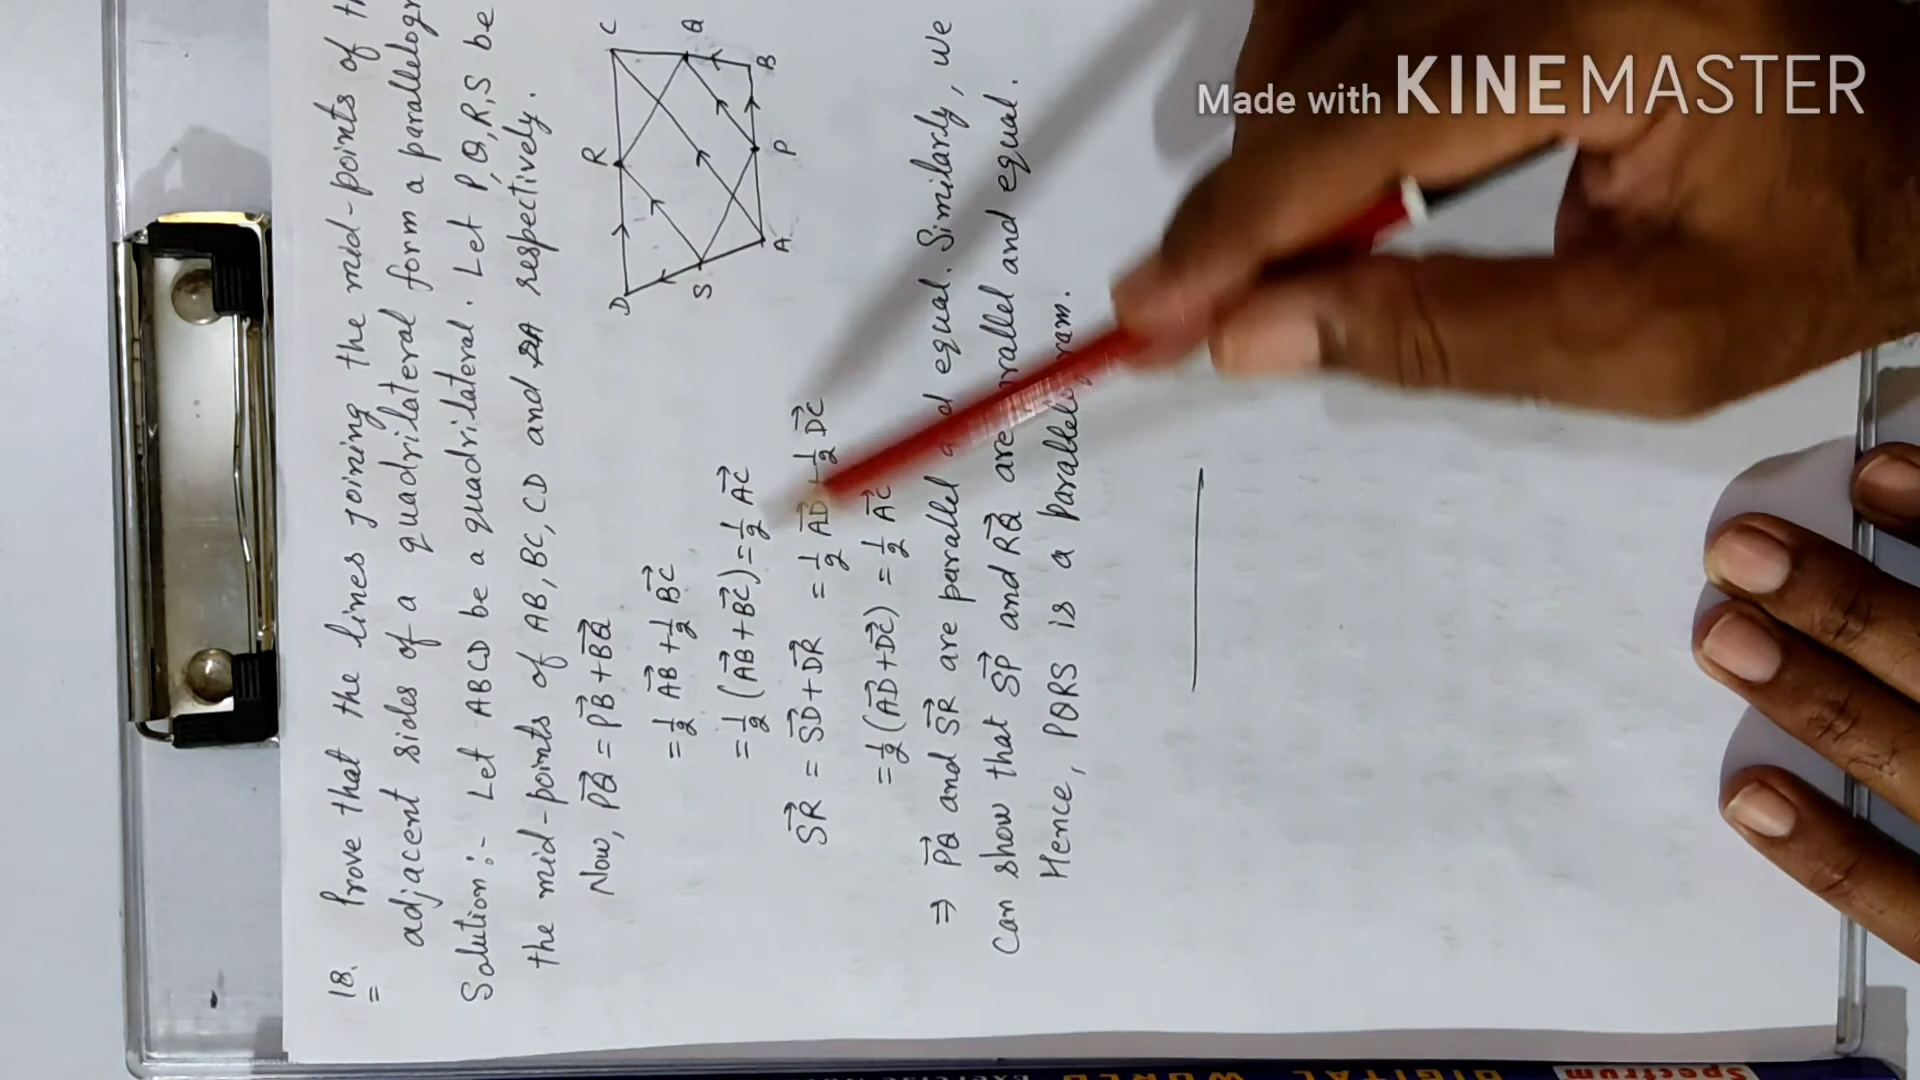 18. Prove that the lines joining the mid-points of
adjacent sides of a quadrilateral form a parallelogr
Solution:- Let ABCD be a quadrilateral. Let P,Q,R,S be
the mid-points of AB, BC, CD and DA respectively.
Now, PQ⃗ = PB⃗ + BQ⃗
= 1/2 AB⃗ + 1/2 BC⃗
= 1/2 (AB⃗ + BC⃗) = 1/2 AC⃗
SR⃗ = SD⃗ + DR⃗ = 1/2 AD⃗ + 1/2 DC⃗
= 1/2 (AD⃗ + DC⃗) = 1/2 AC⃗
⇒ PQ⃗ and SR⃗ are parallel equal. Similarly, we
can show that SP⃗ and RQ⃗ are parallel and equal.
Hence, PQRS is a parallelogram.
D R C
S Q
A P B
Made with KINEMASTER
Spectrum DIGITAL WORLD